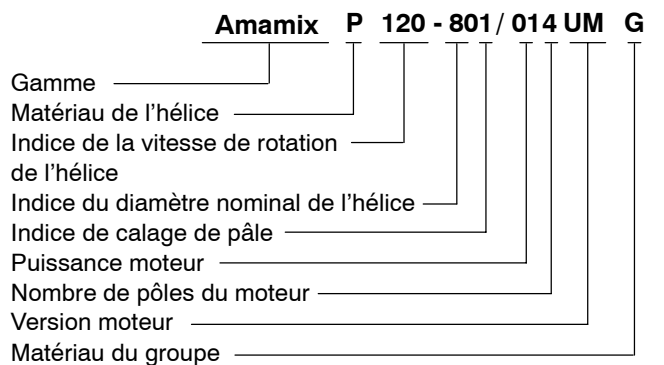 Amamix P 120 - 801 / 014 UM G
Gamme
Matériau de l'hélice
Indice de la vitesse de rotation
de l'hélice
Indice du diamètre nominal de l'hélice
Indice de calage de pâle
Puissance moteur
Nombre de pôles du moteur
Version moteur
Matériau du groupe